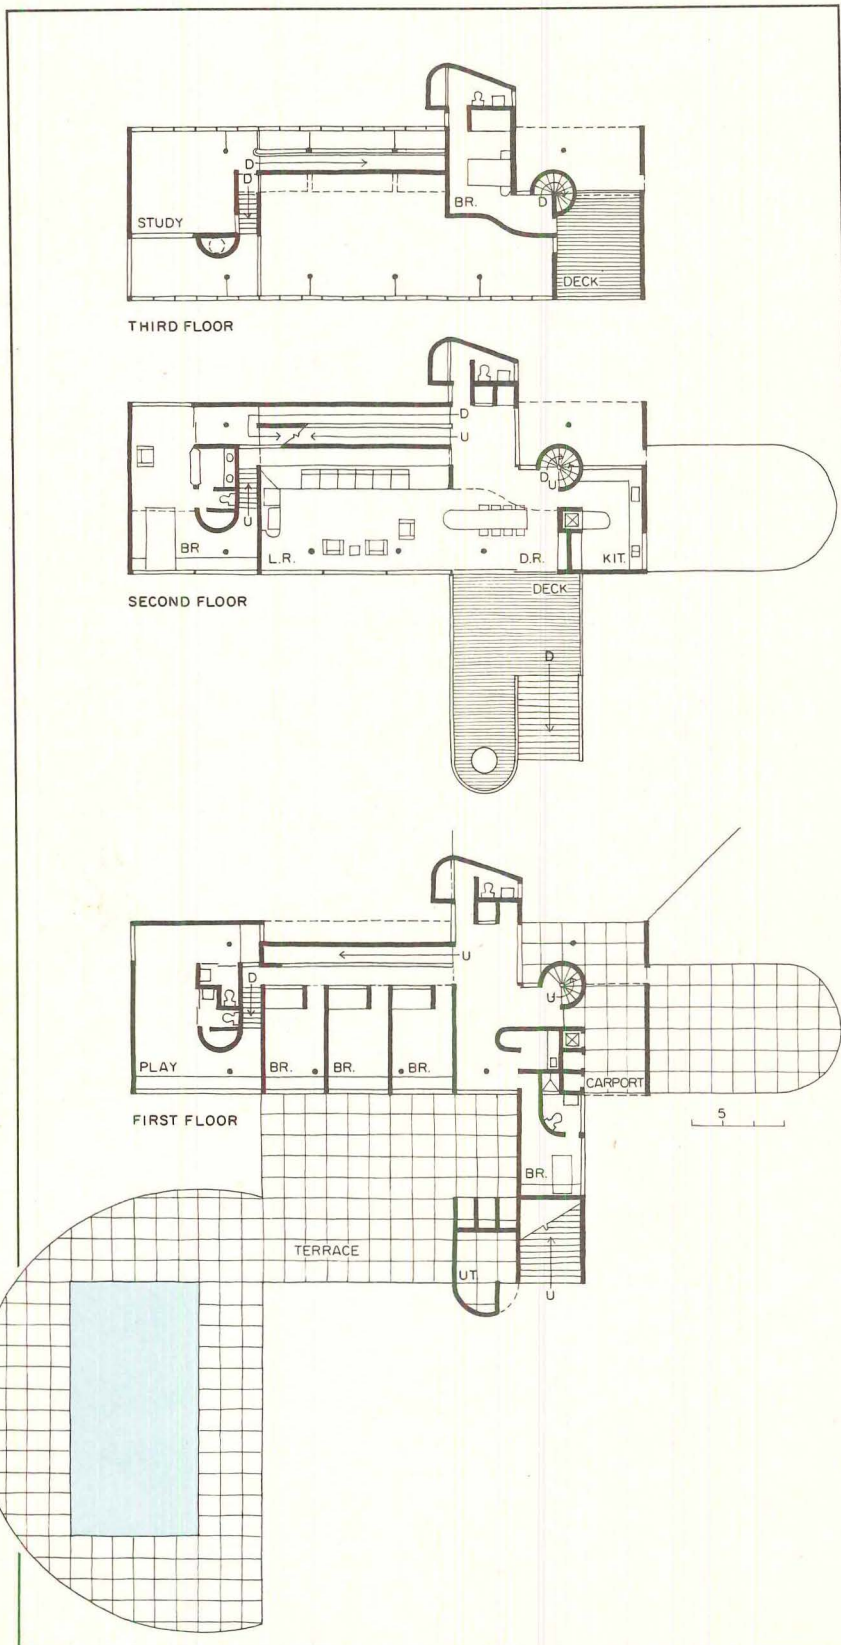 D
D
STUDY
BR.
D
DECK
THIRD FLOOR
D
U
D
U
U
BR
L.R.
D.R.
KIT.
DECK
SECOND FLOOR
D
U
D
U
PLAY
BR.
BR.
BR.
CARPORT
FIRST FLOOR
5
BR.
TERRACE
UT.
U